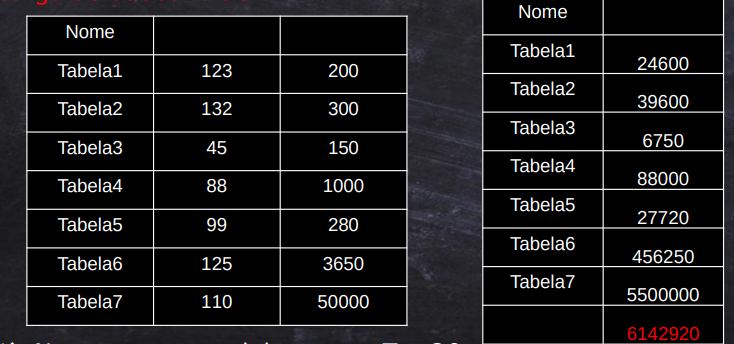 Nome
Tabela1 123 200
Tabela2 132 300
Tabela3 45 150
Tabela4 88 1000
Tabela5 99 280
Tabela6 125 3650
Tabela7 110 50000
Nome
Tabela1 24600
Tabela2 39600
Tabela3 6750
Tabela4 88000
Tabela5 27720
Tabela6 456250
Tabela7 5500000
6142920